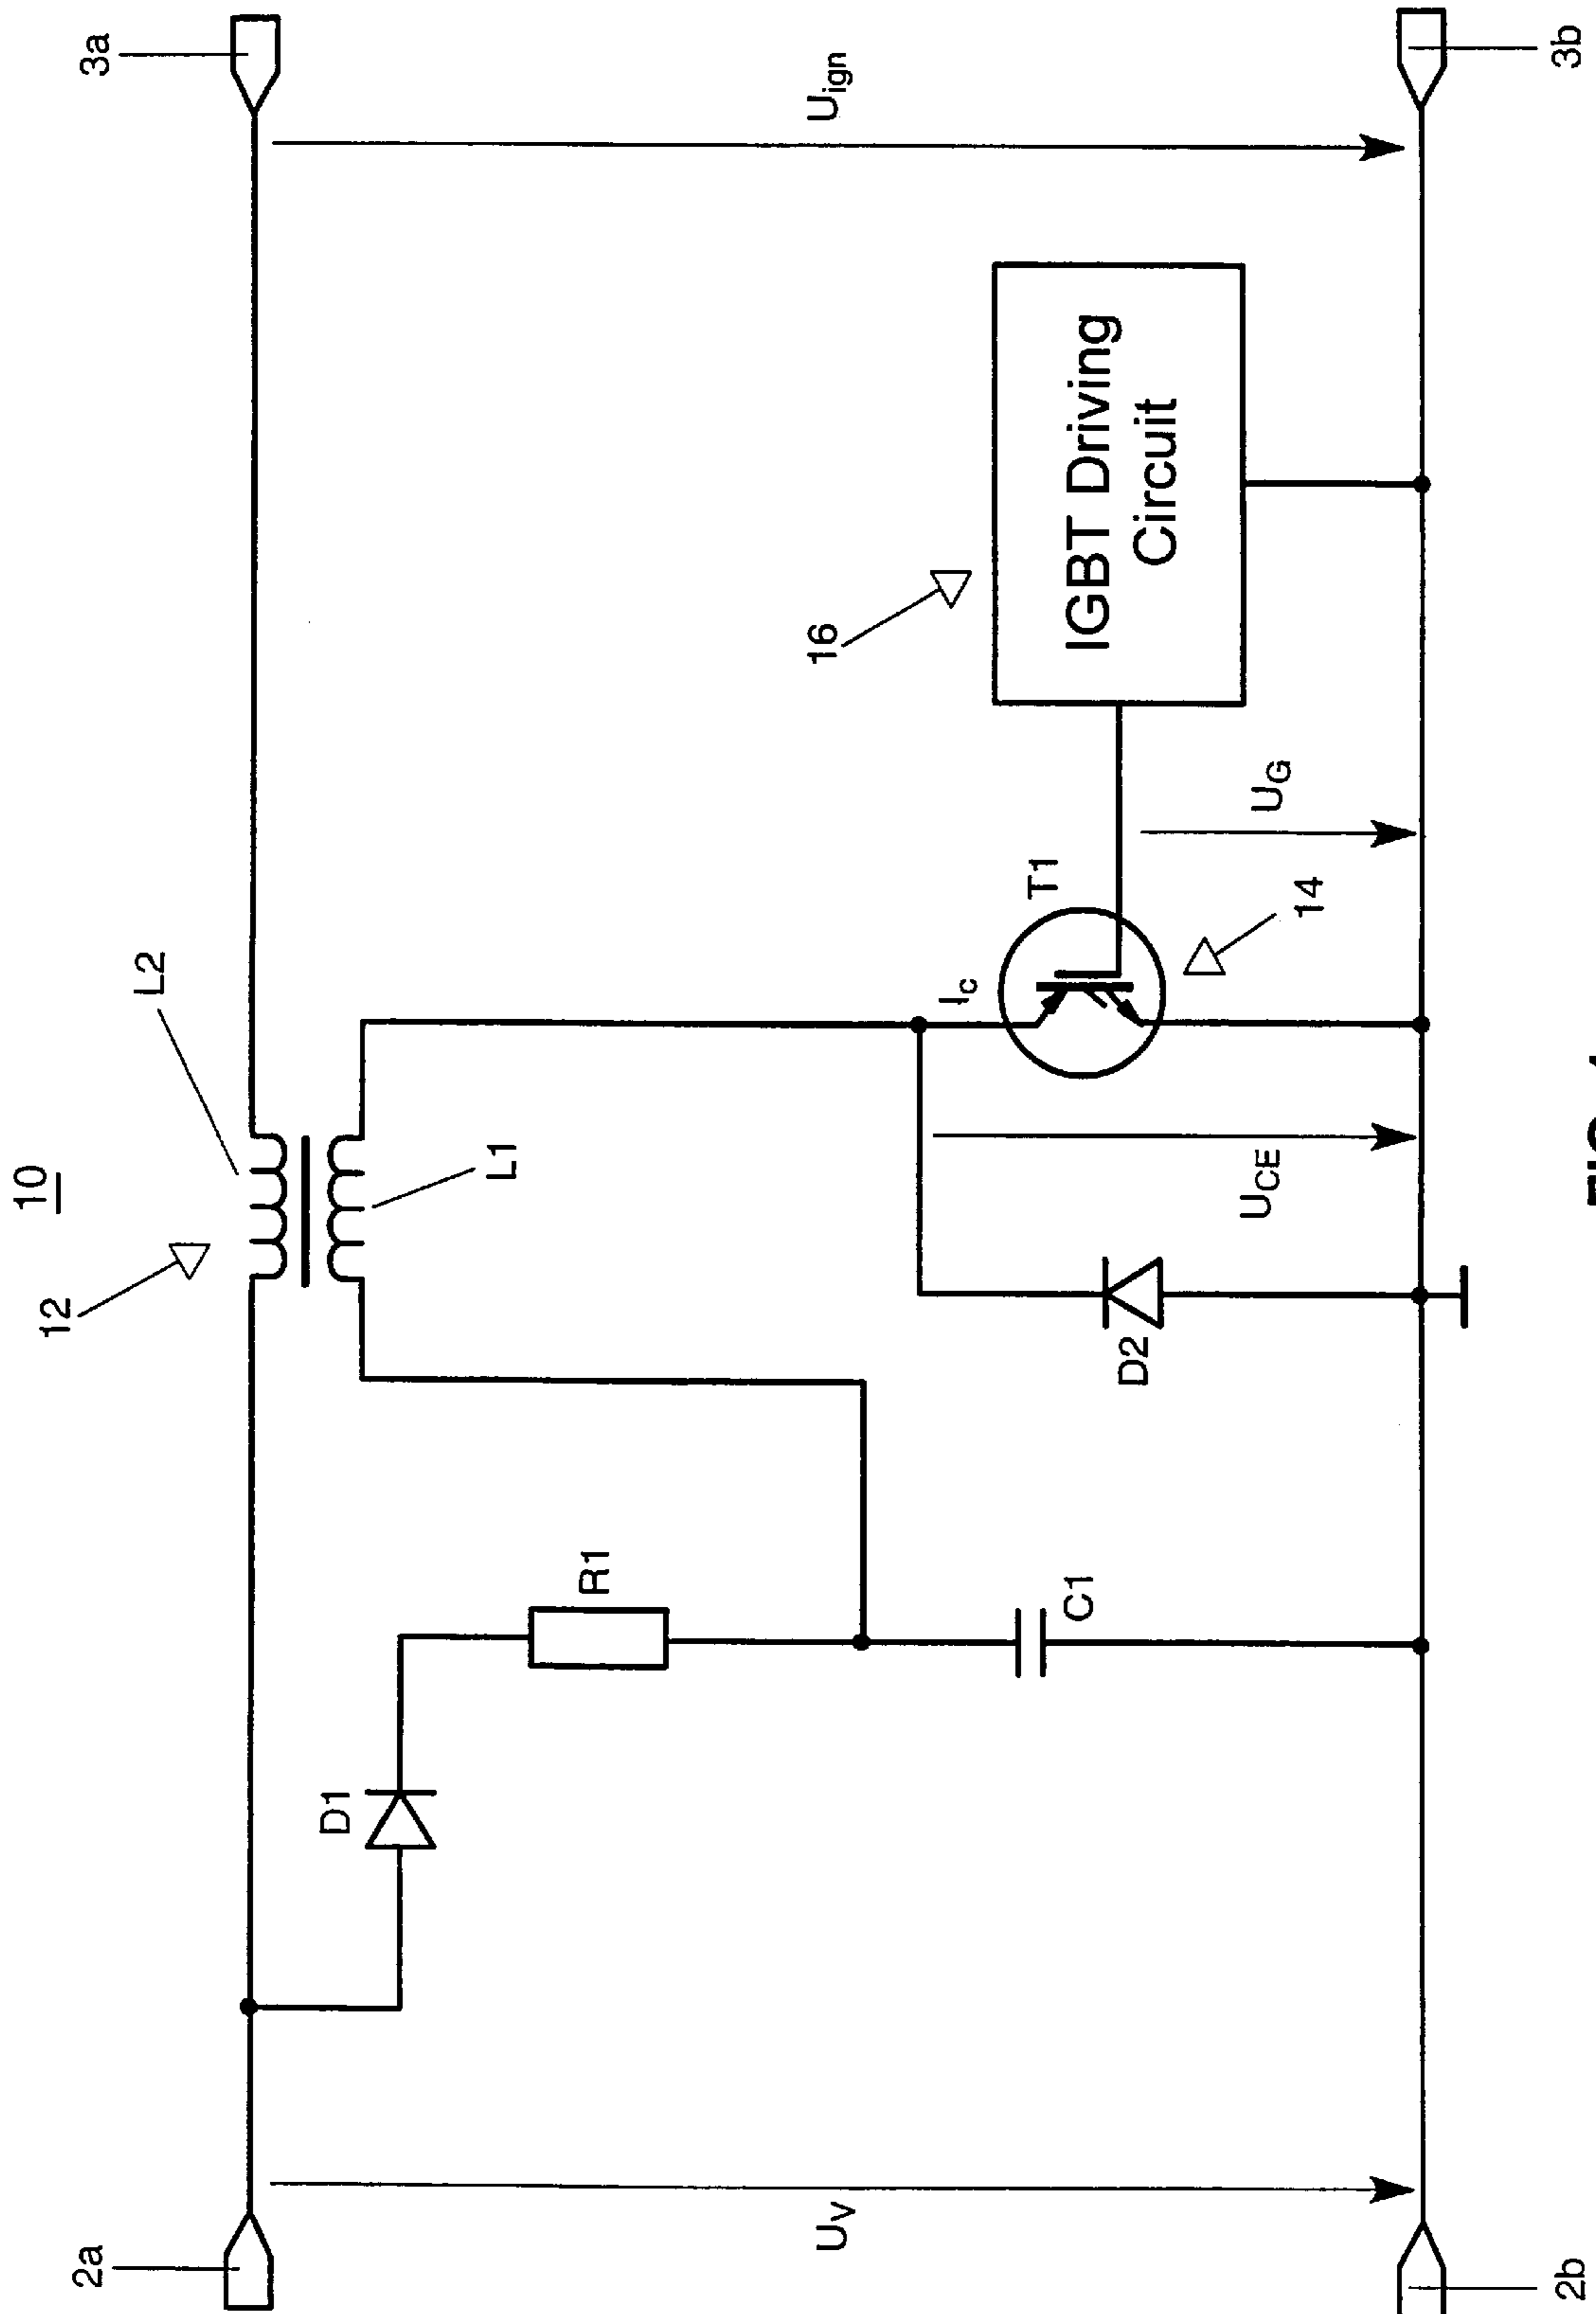 10
12
L2
3a
2a
D1
R1
L1
U_ign
U_V
16
I_c
T1
IGBT Driving
Circuit
C1
D2
U_CE
14
U_G
2b
3b